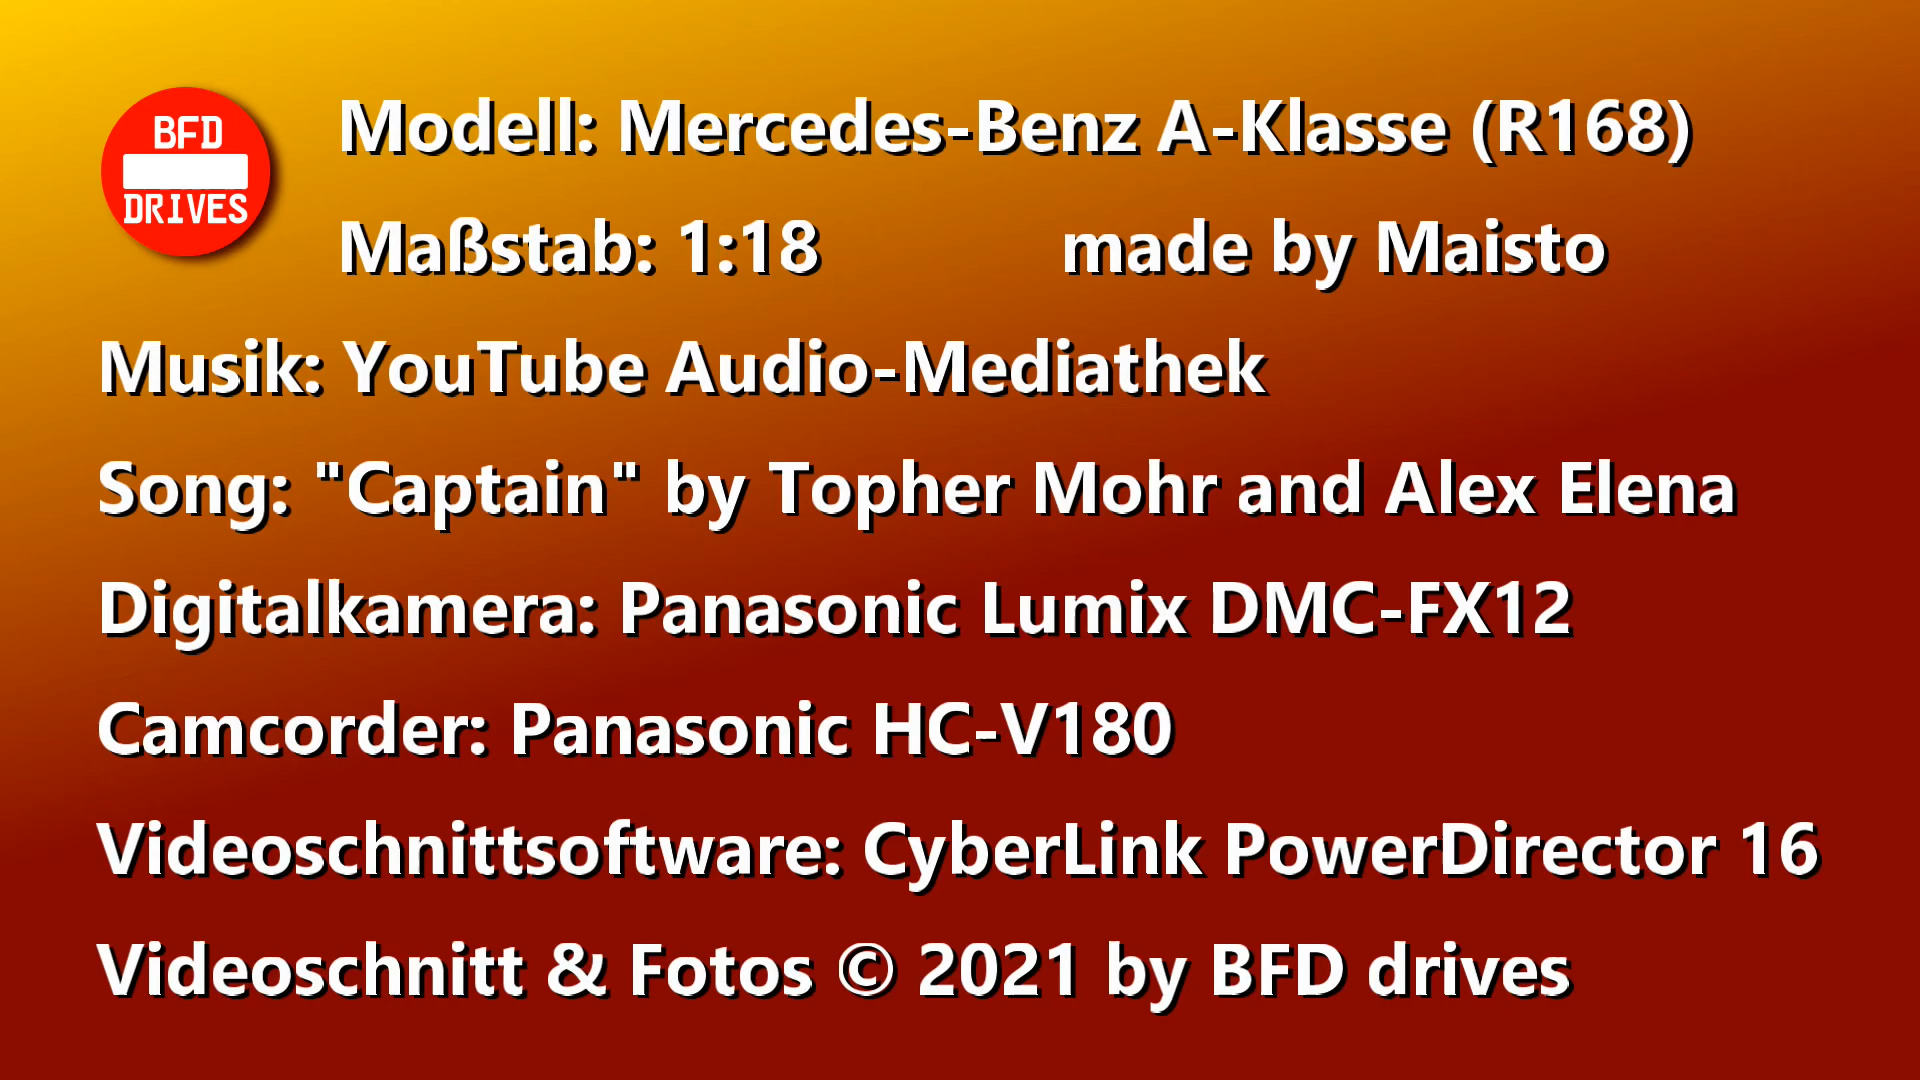 BFD
DRIVES
Modell: Mercedes-Benz A-Klasse (R168)
Maßstab: 1:18 made by Maisto
Musik: YouTube Audio-Mediathek
Song: "Captain" by Topher Mohr and Alex Elena
Digitalkamera: Panasonic Lumix DMC-FX12
Camcorder: Panasonic HC-V180
Videoschnittsoftware: CyberLink PowerDirector 16
Videoschnitt & Fotos © 2021 by BFD drives